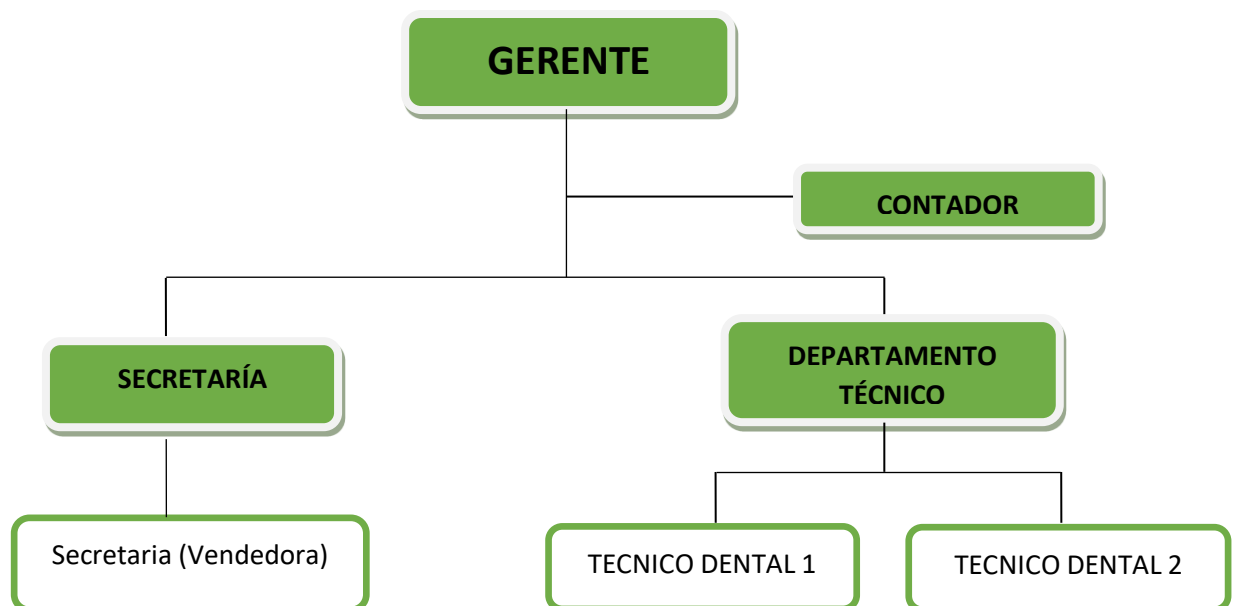 GERENTE
CONTADOR
SECRETARÍA
DEPARTAMENTO
TÉCNICO
Secretaria (Vendedora)
TECNICO DENTAL 1
TECNICO DENTAL 2